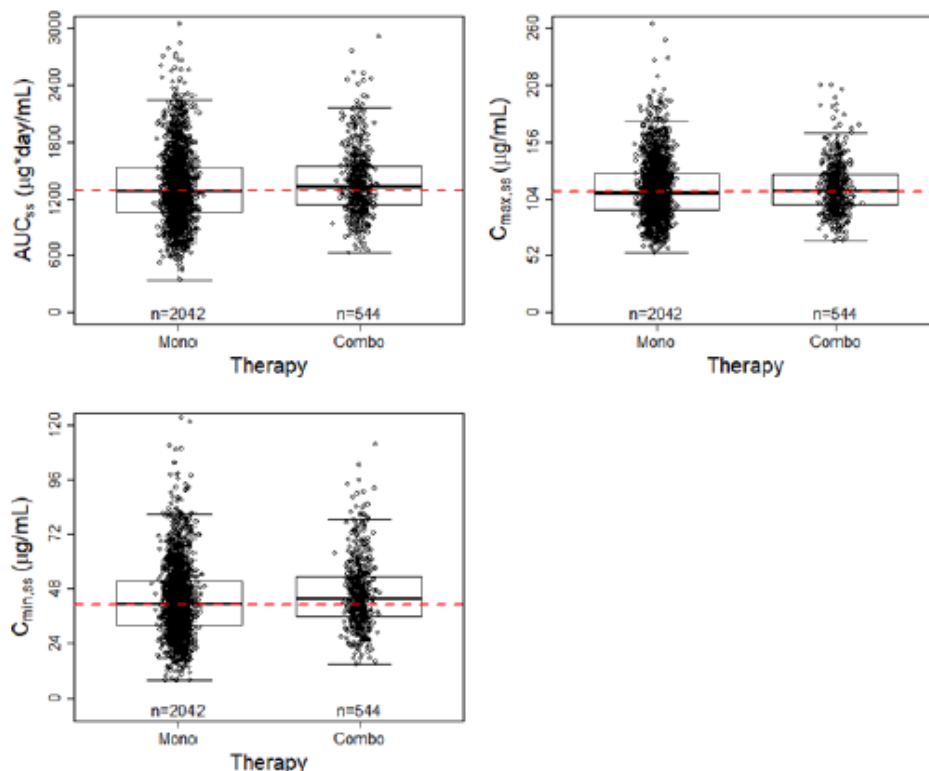 AUCss (µg*day/mL)
3000
2400
1800
1200
600
0
n=2042 n=544
Mono Combo
Therapy
Cmax,ss (µg/mL)
260
208
156
104
52
0
n=2042 n=544
Mono Combo
Therapy
Cmin,ss (µg/mL)
120
96
72
48
24
0
n=2042 n=544
Mono Combo
Therapy